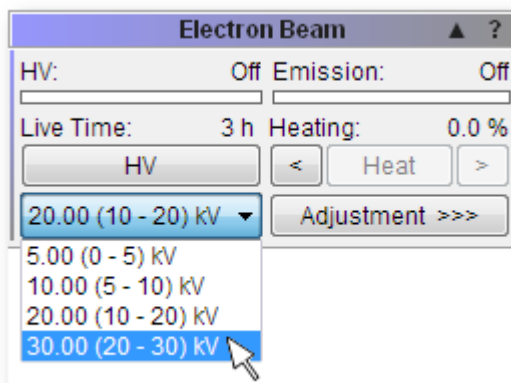 Electron Beam ▲ ?
HV: Off Emission: Off
Live Time: 3 h Heating: 0.0 %
HV < Heat >
20.00 (10 - 20) kV ▼ Adjustment >>>
5.00 (0 - 5) kV
10.00 (5 - 10) kV
20.00 (10 - 20) kV
30.00 (20 - 30) kV